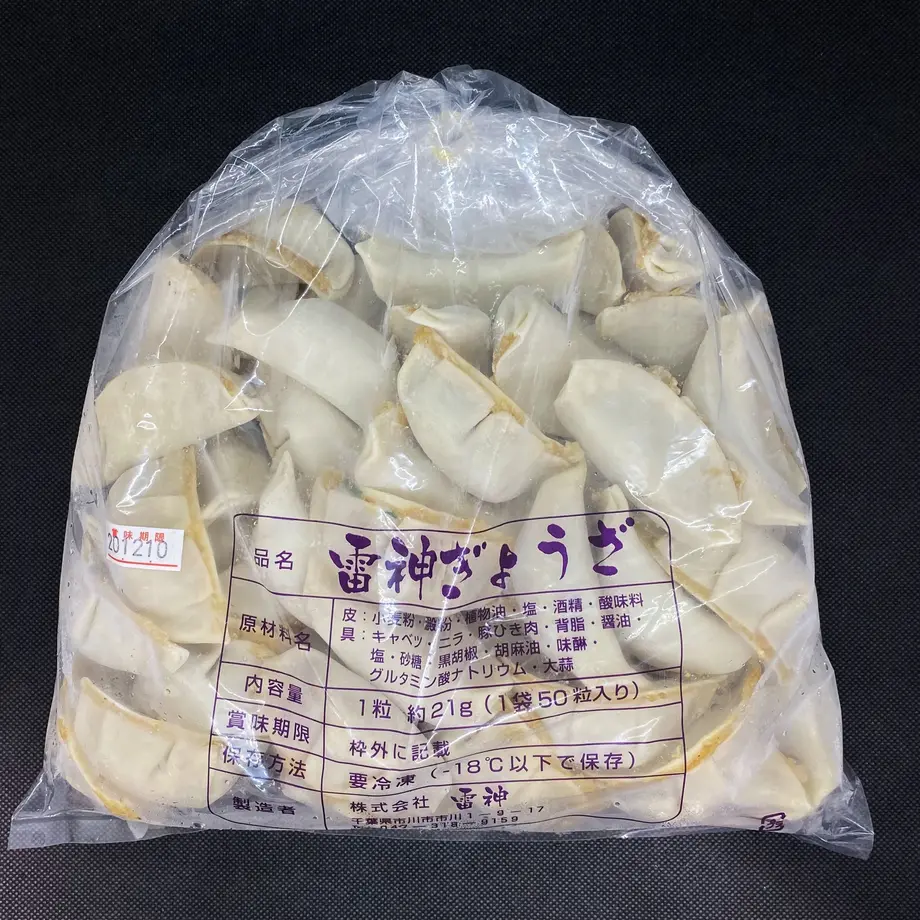 賞味期限
201210
品名 雷神ぎょうざ
原材料名
皮：小麦粉・澱粉・植物油・塩・酒精・酸味料
具：キャベツ・ニラ・豚ひき肉・背脂・醤油・
塩・砂糖・黒胡椒・胡麻油・味醂・
グルタミン酸ナトリウム・大蒜
内容量 1粒 約21g（1袋50粒入り）
賞味期限 枠外に記載
保存方法 要冷凍（-18℃以下で保存）
製造者 株式会社 雷神
千葉県市川市市川1-9-17